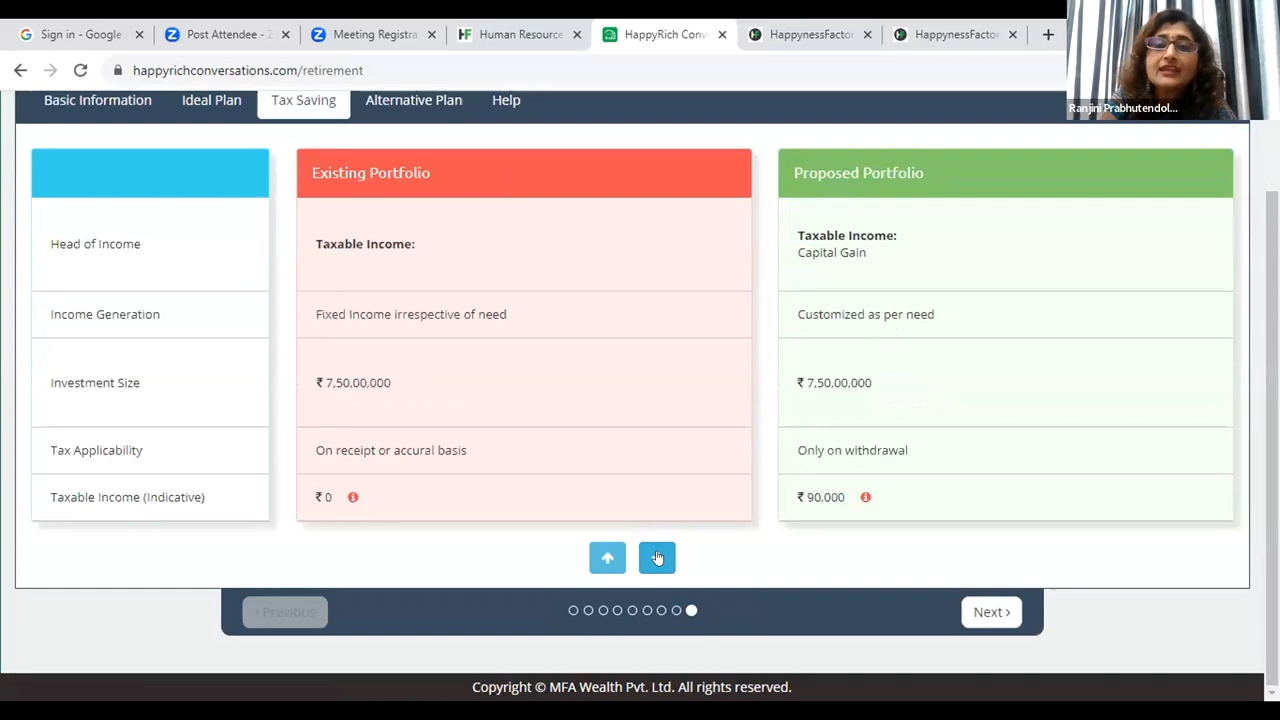 Sign in - Google
Post Attendee - Z
Meeting Registra
Human Resource
HappyRich Conv
HappynessFactor
HappynessFactor
happyrichconversations.com/retirement
Ranjini Prabhutendol...
Basic Information
Ideal Plan
Tax Saving
Alternative Plan
Help
Existing Portfolio
Proposed Portfolio
Head of Income
Taxable Income:
Taxable Income:
Capital Gain
Income Generation
Fixed Income irrespective of need
Customized as per need
Investment Size
₹ 7,50,00,000
₹ 7,50,00,000
Tax Applicability
On receipt or accural basis
Only on withdrawal
Taxable Income (Indicative)
₹ 0
₹ 90,000
‹ Previous
Next ›
Copyright © MFA Wealth Pvt. Ltd. All rights reserved.